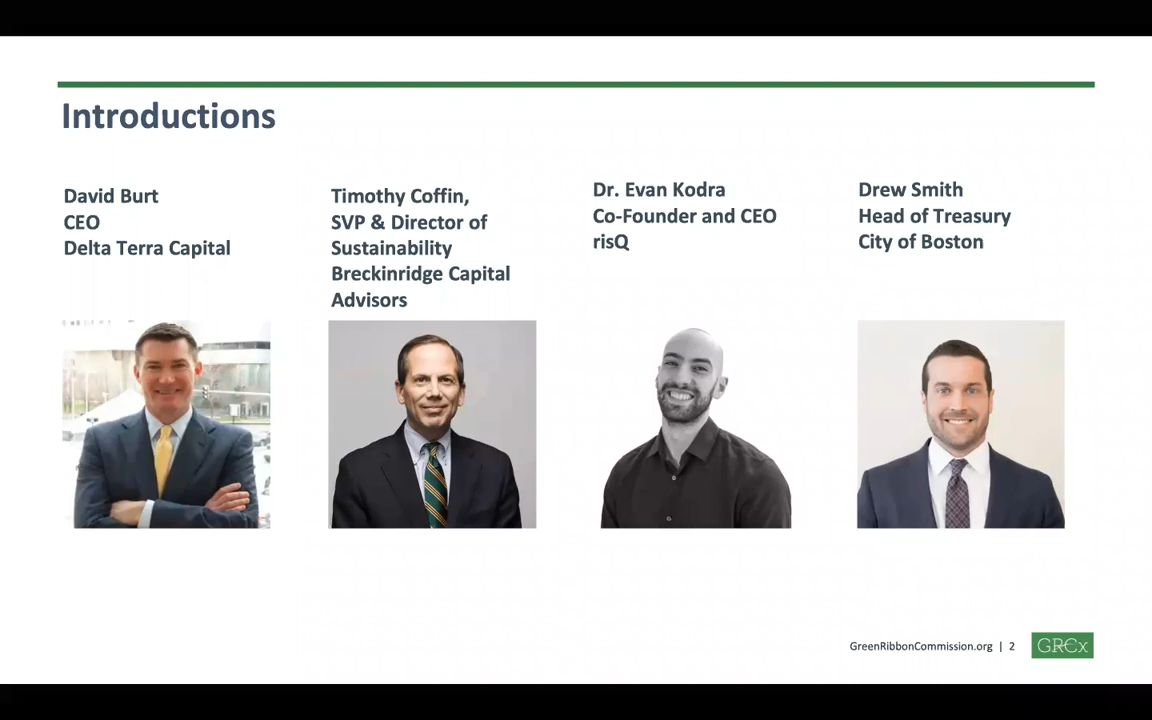 Introductions
David Burt
CEO
Delta Terra Capital
Timothy Coffin,
SVP & Director of
Sustainability
Breckinridge Capital
Advisors
Dr. Evan Kodra
Co-Founder and CEO
risQ
Drew Smith
Head of Treasury
City of Boston
GreenRibbonCommission.org | 2
GRCx